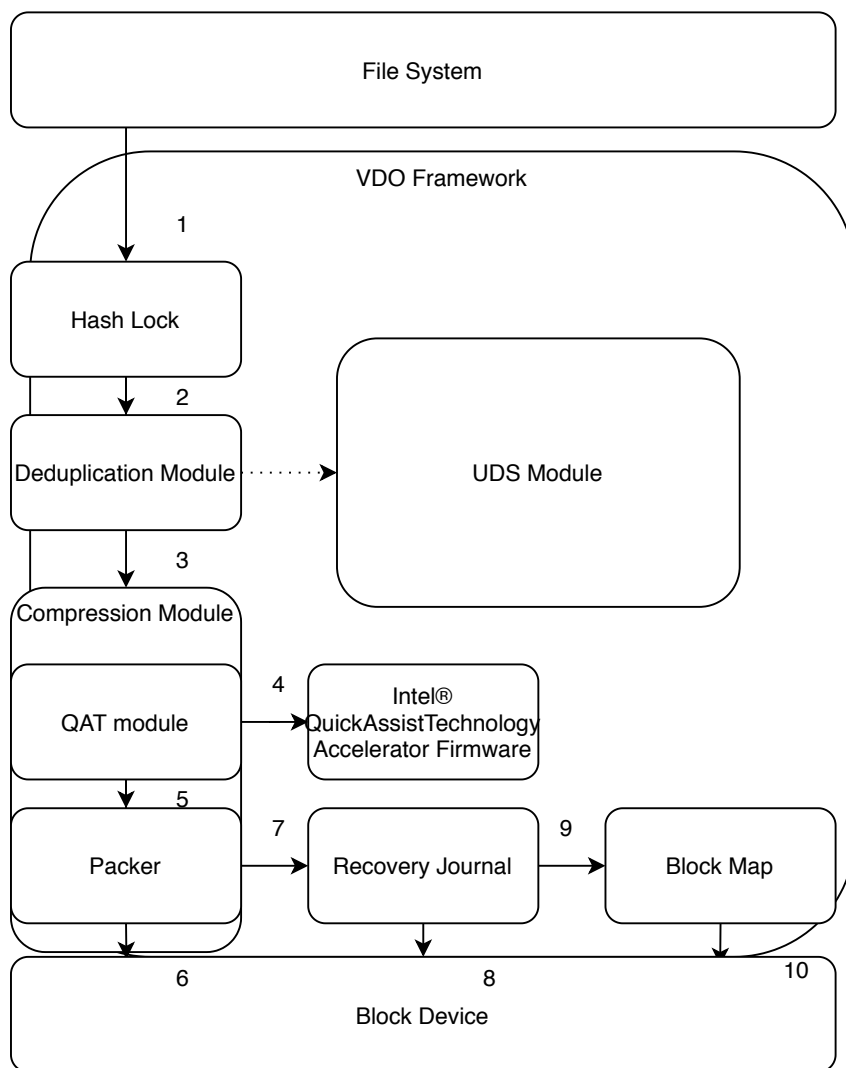 File System
VDO Framework
1
Hash Lock
2
Deduplication Module
UDS Module
3
Compression Module
QAT module
4
Intel®
QuickAssistTechnology
Accelerator Firmware
5
Packer
7
Recovery Journal
9
Block Map
6
8
10
Block Device